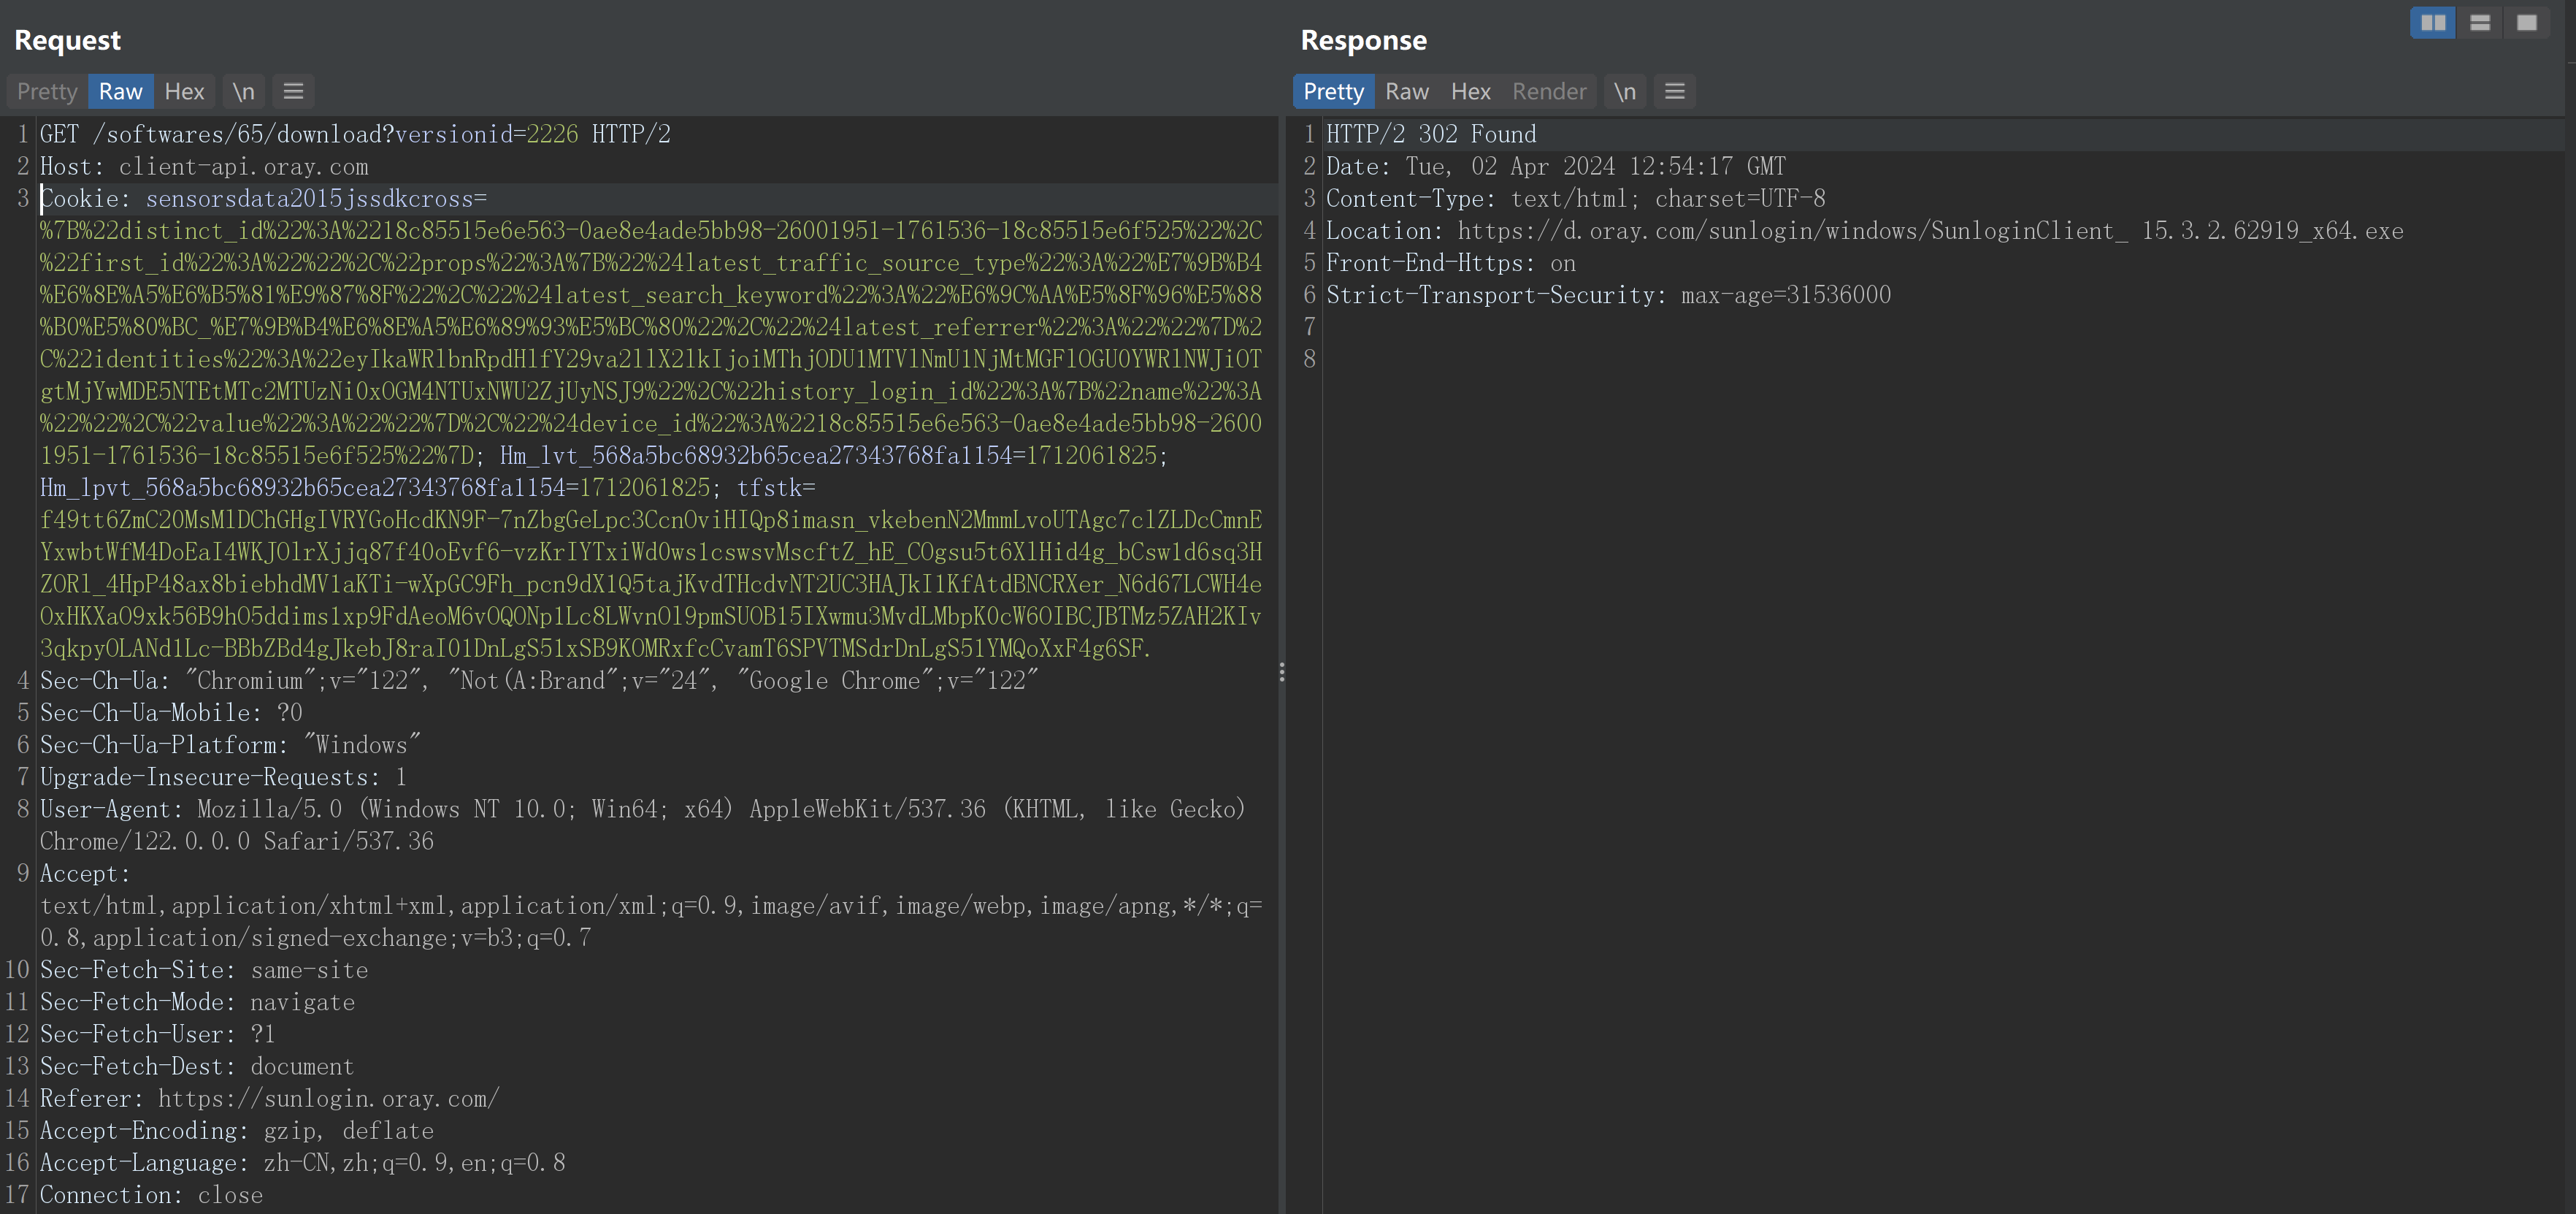 Request
Pretty Raw Hex \n
1 GET /softwares/65/download?versionid=2226 HTTP/2
2 Host: client-api.oray.com
3 Cookie: sensorsdata2015jssdkcross=
%7B%22distinct_id%22%3A%2218c85515e6e563-0ae8e4ade5bb98-26001951-1761536-18c85515e6f525%22%2C
%22first_id%22%3A%22%22%2C%22props%22%3A%7B%22%24latest_traffic_source_type%22%3A%22%E7%9B%B4
%E6%8E%A5%E6%B5%81%E9%87%8F%22%2C%22%24latest_search_keyword%22%3A%22%E6%9C%AA%E5%8F%96%E5%88
%B0%E5%80%BC_%E7%9B%B4%E6%8E%A5%E6%89%93%E5%BC%80%22%2C%22%24latest_referrer%22%3A%22%22%7D%2
C%22identities%22%3A%22eyIkaWRlbnRpdHlfY29va2llX2lkIjoiMThjODU1MTVlNmU1NjMtMGFlOGU0YWRlNWJiOT
gtMjYwMDE5NTEtMTc2MTUzNi0xOGM4NTUxNWU2ZjUyNSJ9%22%2C%22history_login_id%22%3A%7B%22name%22%3A
%22%22%2C%22value%22%3A%22%22%7D%2C%22%24device_id%22%3A%2218c85515e6e563-0ae8e4ade5bb98-2600
1951-1761536-18c85515e6f525%22%7D; Hm_lvt_568a5bc68932b65cea27343768fa1154=1712061825;
Hm_lpvt_568a5bc68932b65cea27343768fa1154=1712061825; tfstk=
f49tt6ZmC20MsMlDChGHgIVRYGoHcdKN9F-7nZbgGeLpc3CcnOviHIQp8imasn_vkebenN2MmmLvoUTAgc7clZLDcCmnE
YxwbtWfM4DoEaI4WKJOlrXjjq87f40oEvf6-vzKrIYTxiWd0ws1cswsvMscftZ_hE_COgsu5t6XlHid4g_bCsw1d6sq3H
ZORl_4HpP48ax8biebhdMV1aKTi-wXpGC9Fh_pcn9dX1Q5tajKvdTHcdvNT2UC3HAJkI1KfAtdBNCRXer_N6d67LCWH4e
OxHKXaO9xk56B9hO5ddims1xp9FdAeoM6vOQONp1Lc8LWvnOl9pmSUOB15IXwmu3MvdLMbpK0cW6OIBCJBTMz5ZAH2KIv
3qkpyOLANd1Lc-BBbZBd4gJkebJ8raI01DnLgS51xSB9KOMRxfcCvamT6SPVTMSdrDnLgS51YMQoXxF4g6SF.
4 Sec-Ch-Ua: "Chromium";v="122", "Not(A:Brand";v="24", "Google Chrome";v="122"
5 Sec-Ch-Ua-Mobile: ?0
6 Sec-Ch-Ua-Platform: "Windows"
7 Upgrade-Insecure-Requests: 1
8 User-Agent: Mozilla/5.0 (Windows NT 10.0; Win64; x64) AppleWebKit/537.36 (KHTML, like Gecko)
Chrome/122.0.0.0 Safari/537.36
9 Accept:
text/html,application/xhtml+xml,application/xml;q=0.9,image/avif,image/webp,image/apng,*/*;q=
0.8,application/signed-exchange;v=b3;q=0.7
10 Sec-Fetch-Site: same-site
11 Sec-Fetch-Mode: navigate
12 Sec-Fetch-User: ?1
13 Sec-Fetch-Dest: document
14 Referer: https://sunlogin.oray.com/
15 Accept-Encoding: gzip, deflate
16 Accept-Language: zh-CN,zh;q=0.9,en;q=0.8
17 Connection: close
Response
Pretty Raw Hex Render \n
1 HTTP/2 302 Found
2 Date: Tue, 02 Apr 2024 12:54:17 GMT
3 Content-Type: text/html; charset=UTF-8
4 Location: https://d.oray.com/sunlogin/windows/SunloginClient_ 15.3.2.62919_x64.exe
5 Front-End-Https: on
6 Strict-Transport-Security: max-age=31536000
7
8